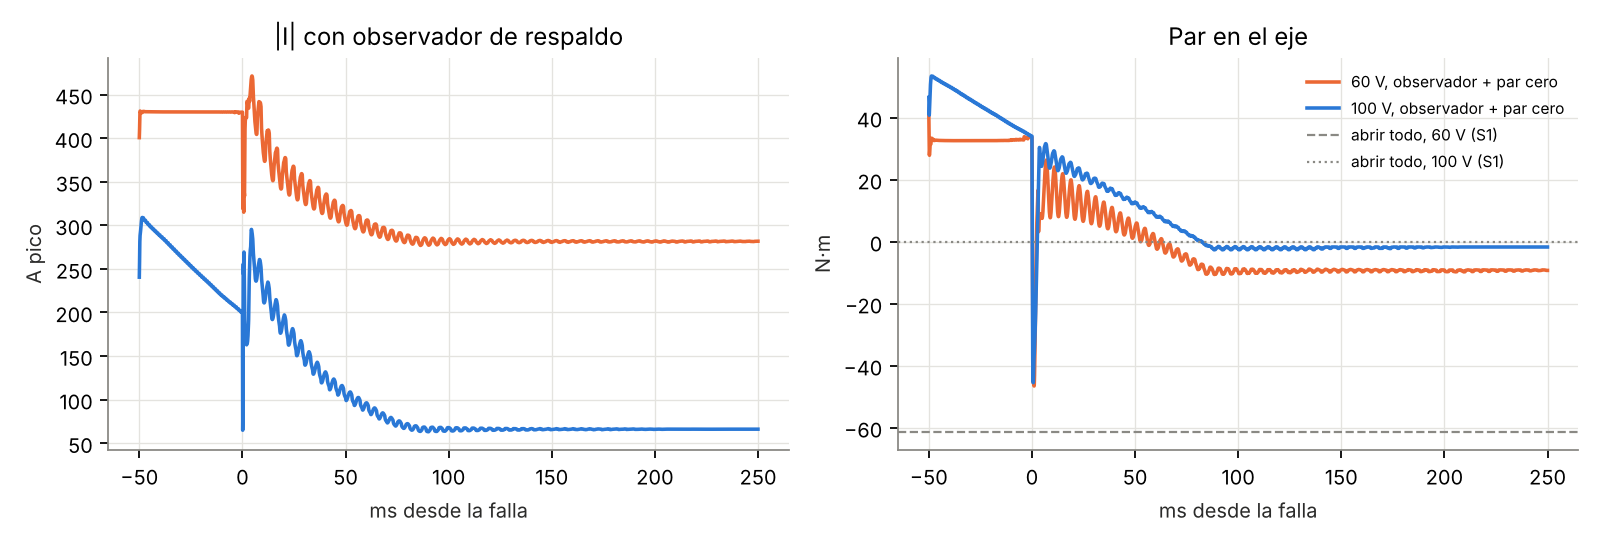 |I| con observador de respaldo
A pico
450
400
350
300
250
200
150
100
50
−50 0 50 100 150 200 250
ms desde la falla
Par en el eje
N·m
40
20
0
−20
−40
−60
60 V, observador + par cero
100 V, observador + par cero
abrir todo, 60 V (S1)
abrir todo, 100 V (S1)
−50 0 50 100 150 200 250
ms desde la falla